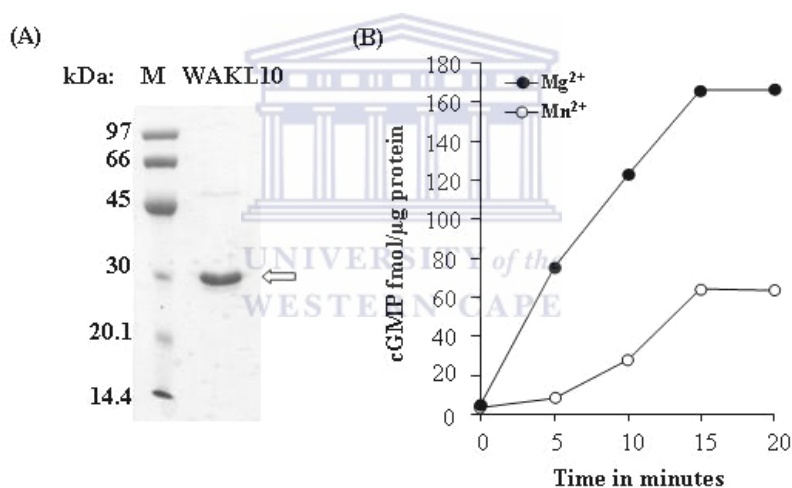 (A)
kDa: M WAKL10
97
66
45
30
20.1
14.4
(B)
180
160
140
120
100
80
60
40
20
0
Mg²⁺
Mn²⁺
cGMP fmol/µg protein
0 5 10 15 20
Time in minutes
UNIVERSITY of the
WESTERN CAPE